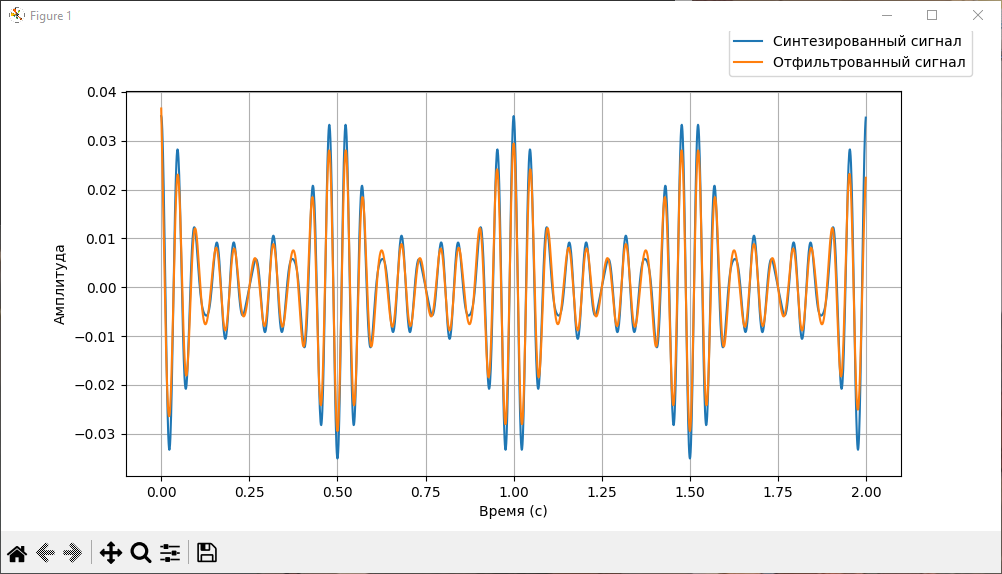 Figure 1
Синтезированный сигнал
Отфильтрованный сигнал
0.04
0.03
0.02
0.01
0.00
−0.01
−0.02
−0.03
Амплитуда
0.00 0.25 0.50 0.75 1.00 1.25 1.50 1.75 2.00
Время (с)